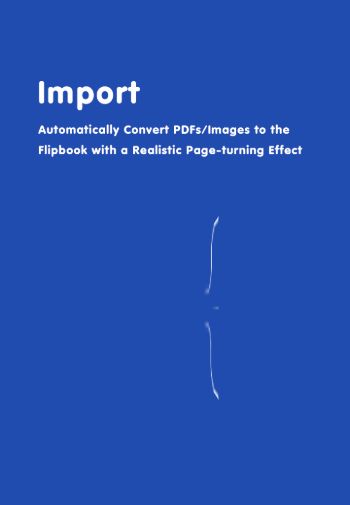 Import
Automatically Convert PDFs/Images to the
Flipbook with a Realistic Page-turning Effect